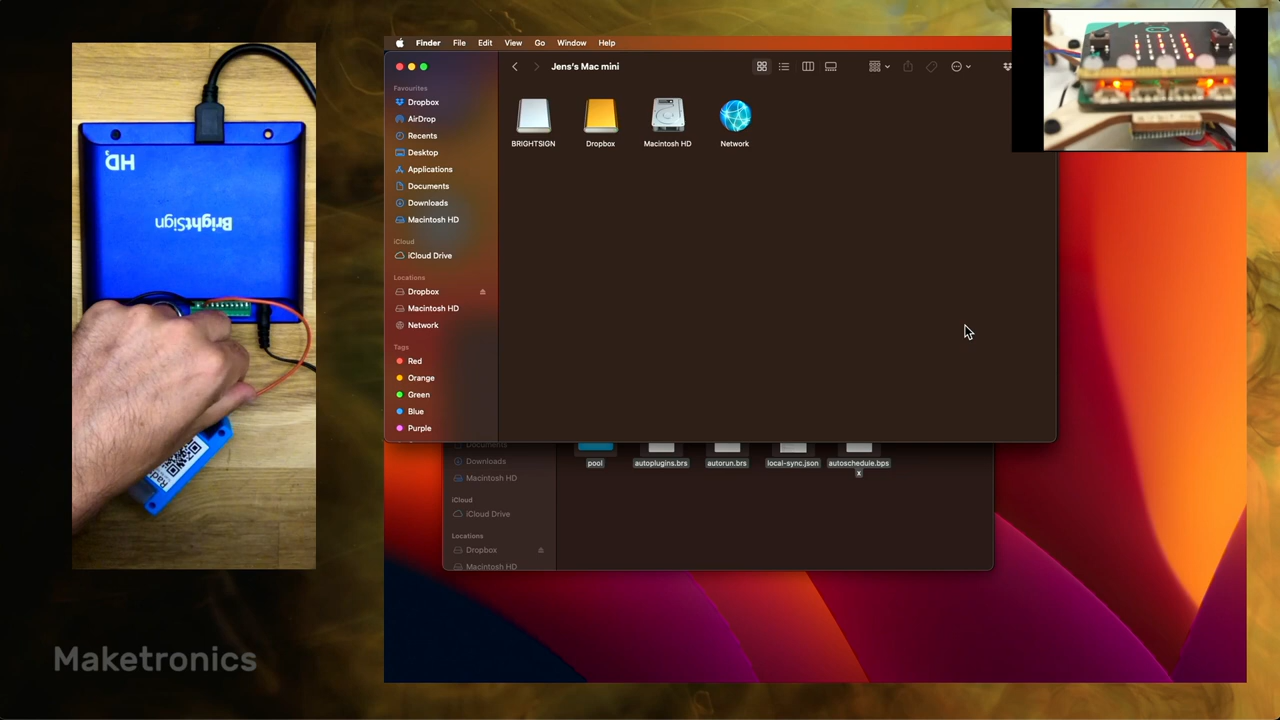 HD3
BrightSign
Rad
Maketronics
Finder File Edit View Go Window Help
Jens's Mac mini
Favourites
Dropbox
AirDrop
Recents
Desktop
Applications
Documents
Downloads
Macintosh HD
iCloud
iCloud Drive
Locations
Dropbox
Macintosh HD
Network
Tags
Red
Orange
Green
Blue
Purple
BRIGHTSIGN Dropbox Macintosh HD Network
Documents
Downloads
Macintosh HD
iCloud
iCloud Drive
Locations
Dropbox
Macintosh HD
pool autoplugins.brs autorun.brs local-sync.json autoschedule.bps
x